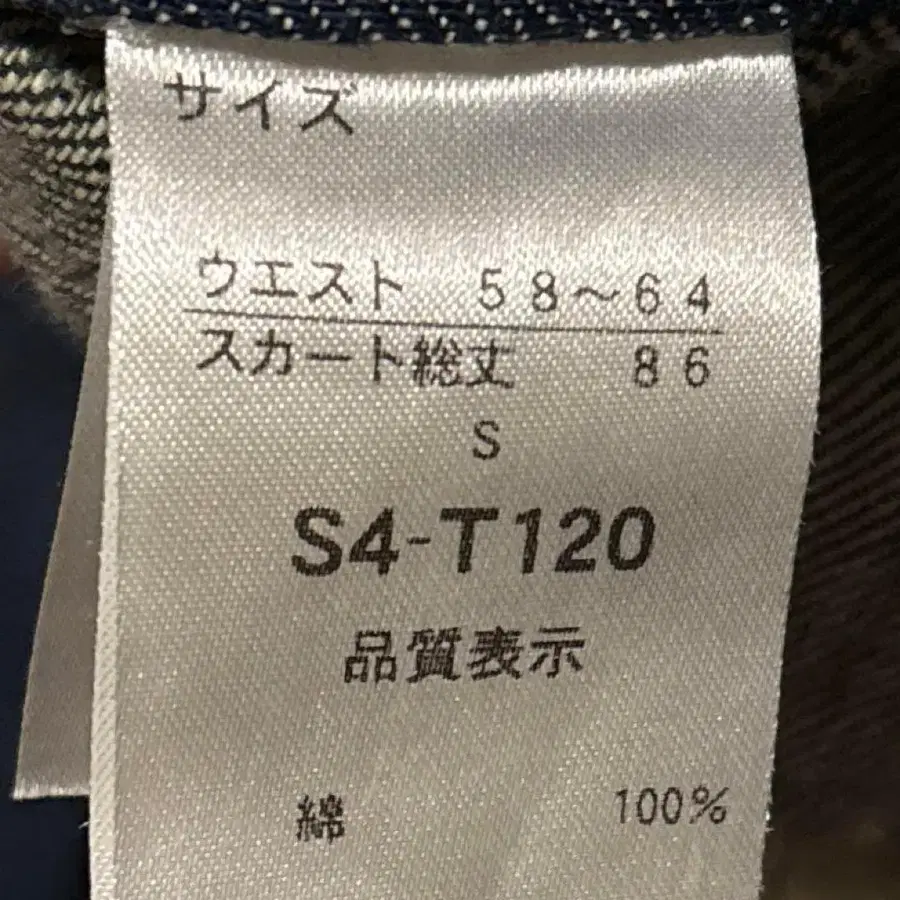 サイズ
ウエスト 58～64
スカート総丈 86
S
S4-T120
品質表示
綿 100%